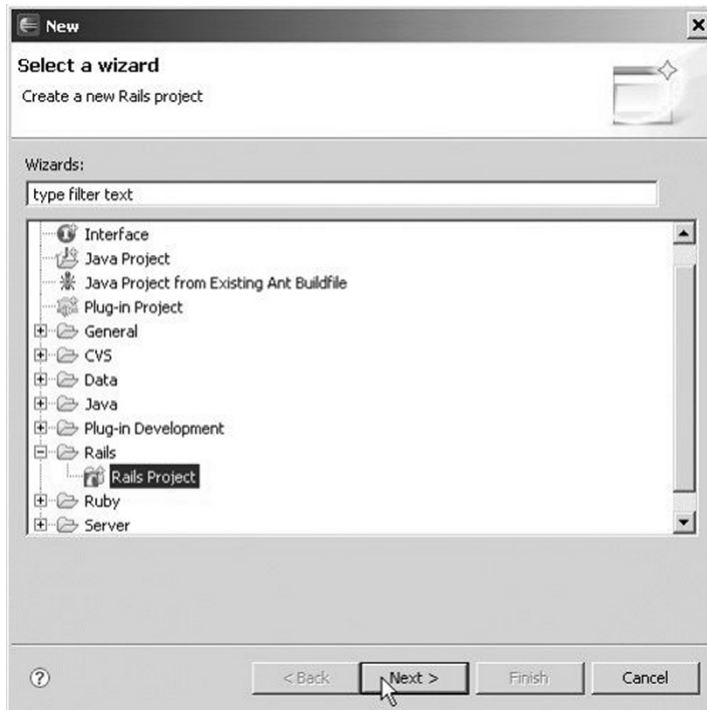 New
Select a wizard
Create a new Rails project
Wizards:
type filter text
Interface
Java Project
Java Project from Existing Ant Buildfile
Plug-in Project
General
CVS
Data
Java
Plug-in Development
Rails
Rails Project
Ruby
Server
? < Back Next > Finish Cancel